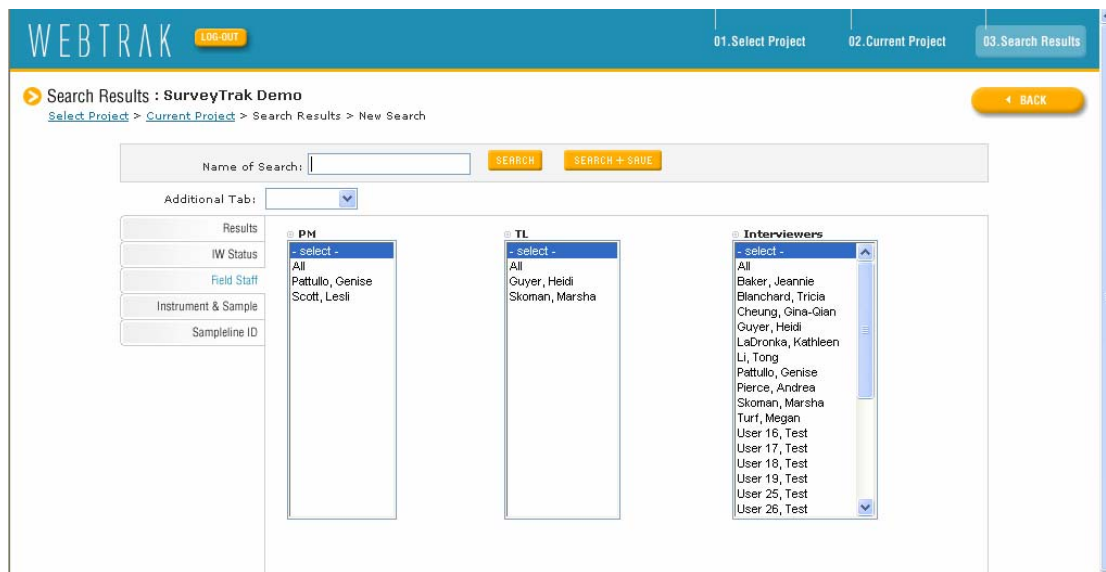 WEBTRAK LOG-OUT 01.Select Project 02.Current Project 03.Search Results
Search Results : SurveyTrak Demo BACK
Select Project > Current Project > Search Results > New Search
Name of Search: SEARCH SEARCH + SAVE
Additional Tab:
Results
IW Status
Field Staff
Instrument & Sample
Sampleline ID
PM
- select -
All
Pattullo, Genise
Scott, Lesli
TL
- select -
All
Guyer, Heidi
Skoman, Marsha
Interviewers
- select -
All
Baker, Jeannie
Blanchard, Tricia
Cheung, Gina-Qian
Guyer, Heidi
LaDronka, Kathleen
Li, Tong
Pattullo, Genise
Pierce, Andrea
Skoman, Marsha
Turf, Megan
User 16, Test
User 17, Test
User 18, Test
User 19, Test
User 25, Test
User 26, Test